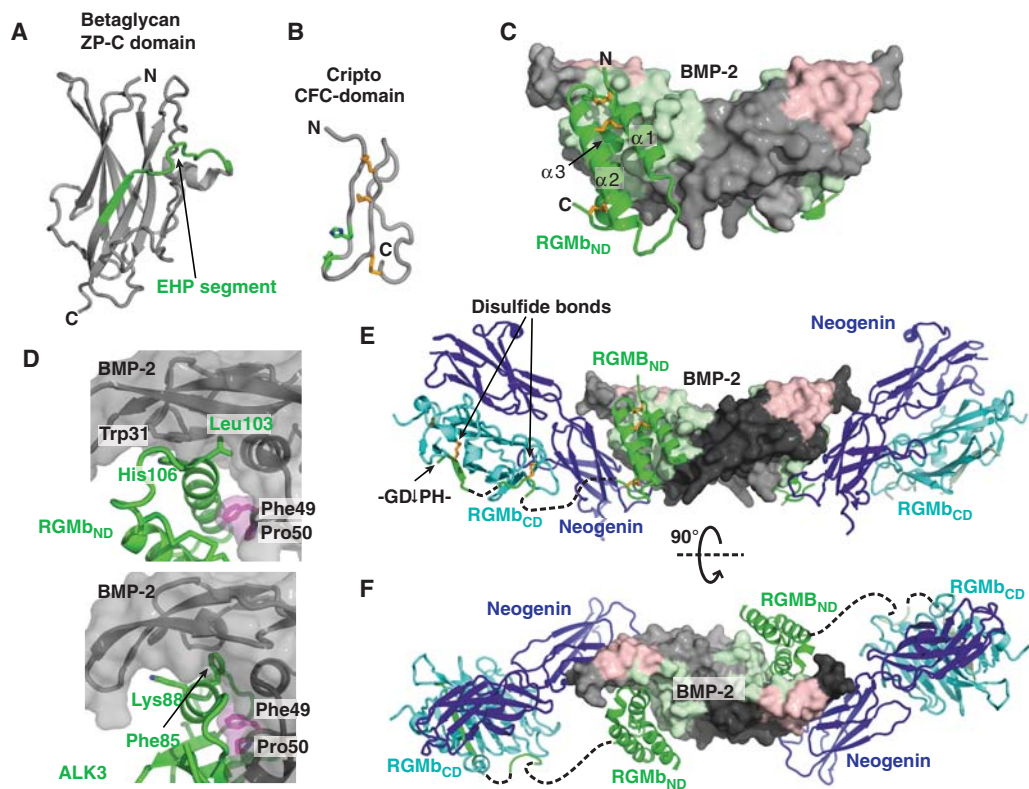 A
Betaglycan
ZP-C domain
N
EHP segment
C
B
Cripto
CFC-domain
N
C
C
N
BMP-2
α1
α3
α2
C
RGMbND
D
BMP-2
Trp31
Leu103
His106
Phe49
Pro50
RGMbND
BMP-2
Lys88
Phe85
Phe49
Pro50
ALK3
E
Disulfide bonds
RGMBND
BMP-2
Neogenin
-GD↓PH-
RGMbCD
Neogenin
RGMbCD
90°
F
Neogenin
RGMBND
RGMbCD
BMP-2
RGMbCD
RGMbND
Neogenin